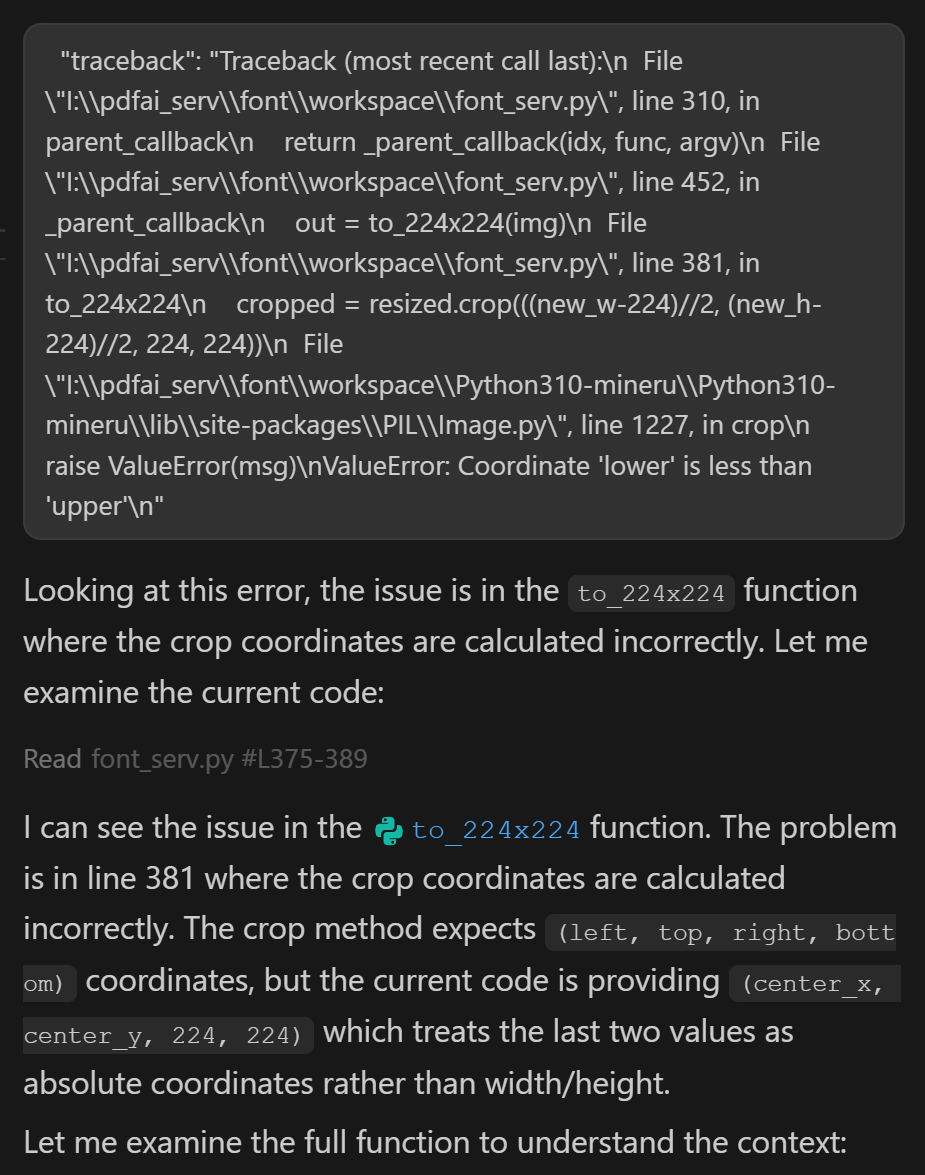 "traceback": "Traceback (most recent call last):\n  File
\"I:\\pdfai_serv\\font\\workspace\\font_serv.py\", line 310, in
parent_callback\n    return _parent_callback(idx, func, argv)\n  File
\"I:\\pdfai_serv\\font\\workspace\\font_serv.py\", line 452, in
_parent_callback\n    out = to_224x224(img)\n  File
\"I:\\pdfai_serv\\font\\workspace\\font_serv.py\", line 381, in
to_224x224\n    cropped = resized.crop(((new_w-224)//2, (new_h-
224)//2, 224, 224))\n  File
\"I:\\pdfai_serv\\font\\workspace\\Python310-mineru\\Python310-
mineru\\lib\\site-packages\\PIL\\Image.py\", line 1227, in crop\n
raise ValueError(msg)\nValueError: Coordinate 'lower' is less than
'upper'\n"
Looking at this error, the issue is in the to_224x224 function
where the crop coordinates are calculated incorrectly. Let me
examine the current code:
Read font_serv.py #L375-389
I can see the issue in the to_224x224 function. The problem
is in line 381 where the crop coordinates are calculated
incorrectly. The crop method expects (left, top, right, bott
om) coordinates, but the current code is providing (center_x,
center_y, 224, 224) which treats the last two values as
absolute coordinates rather than width/height.
Let me examine the full function to understand the context: